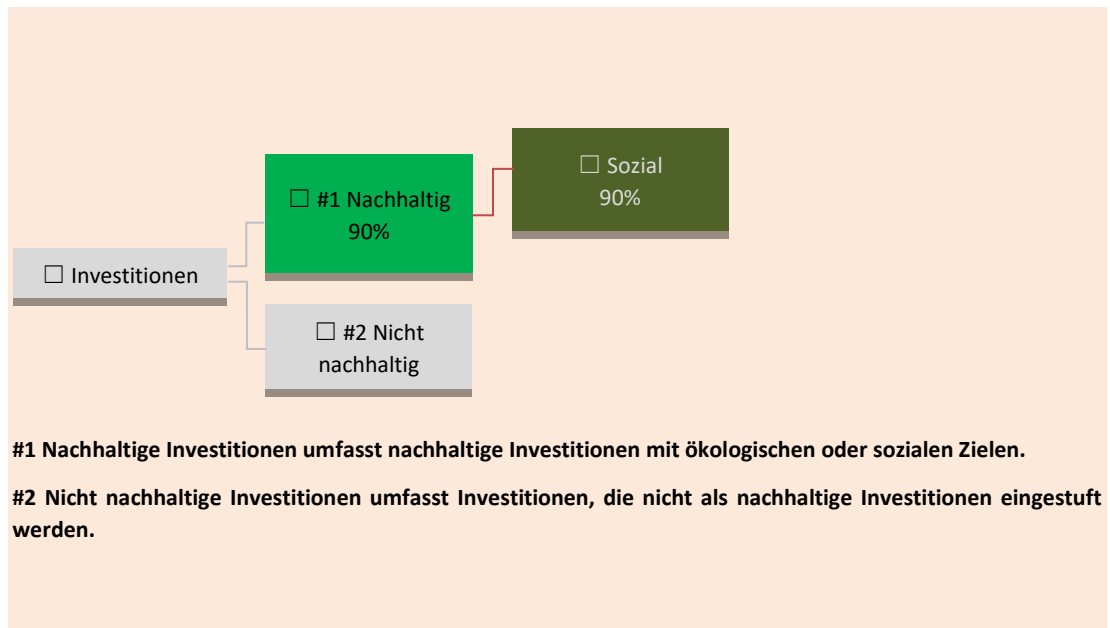 ☐ Sozial
90%
☐ #1 Nachhaltig
90%
☐ Investitionen
☐ #2 Nicht
nachhaltig
#1 Nachhaltige Investitionen umfasst nachhaltige Investitionen mit ökologischen oder sozialen Zielen.
#2 Nicht nachhaltige Investitionen umfasst Investitionen, die nicht als nachhaltige Investitionen eingestuft
werden.